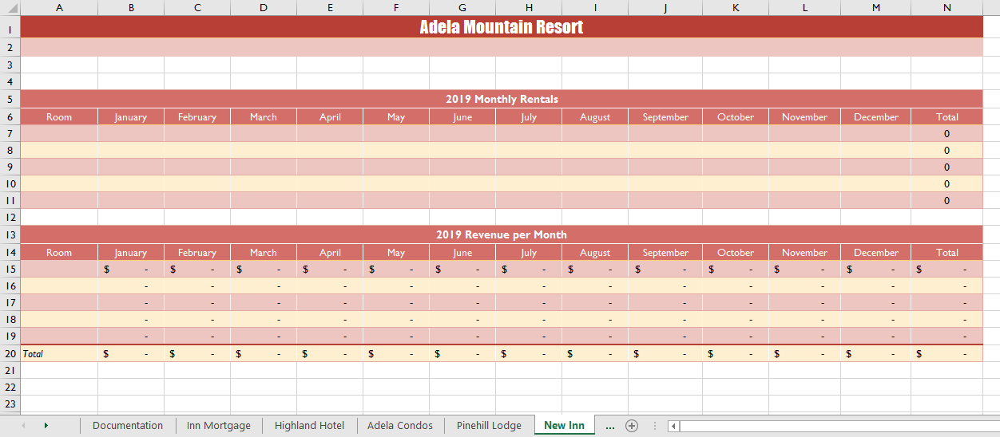 A B C D E F G H I J K L M N
1 Adela Mountain Resort
2
3
4
5 2019 Monthly Rentals
6 Room January February March April May June July August September October November December Total
7 0
8 0
9 0
10 0
11 0
12
13 2019 Revenue per Month
14 Room January February March April May June July August September October November December Total
15 $ - $ - $ - $ - $ - $ - $ - $ - $ - $ - $ - $ - $ -
16 - - - - - - - - - - - - -
17 - - - - - - - - - - - - -
18 - - - - - - - - - - - - -
19 - - - - - - - - - - - - -
20 Total $ - $ - $ - $ - $ - $ - $ - $ - $ - $ - $ - $ - $ -
21
22
23
Documentation Inn Mortgage Highland Hotel Adela Condos Pinehill Lodge New Inn ...